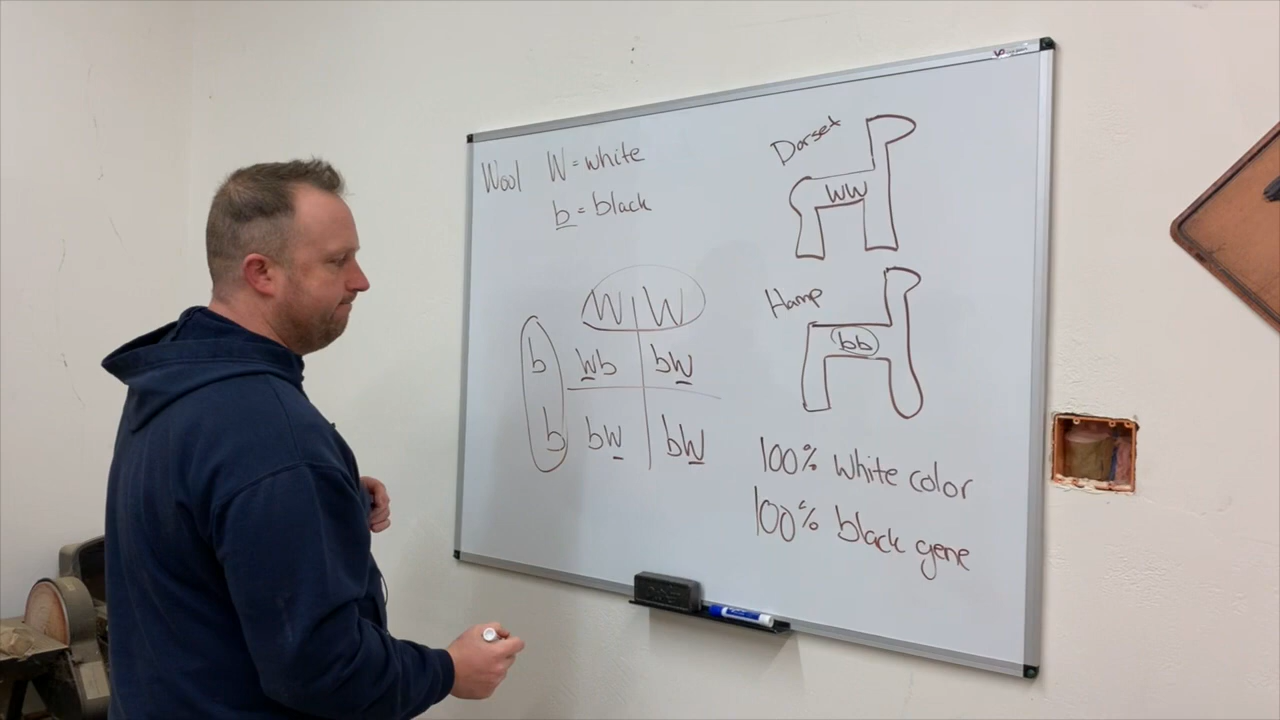 Wool W = white
b = black
W W
b Wb bW
b bW bW
Dorset
WW
Hamp
bb
100% white color
100% black gene